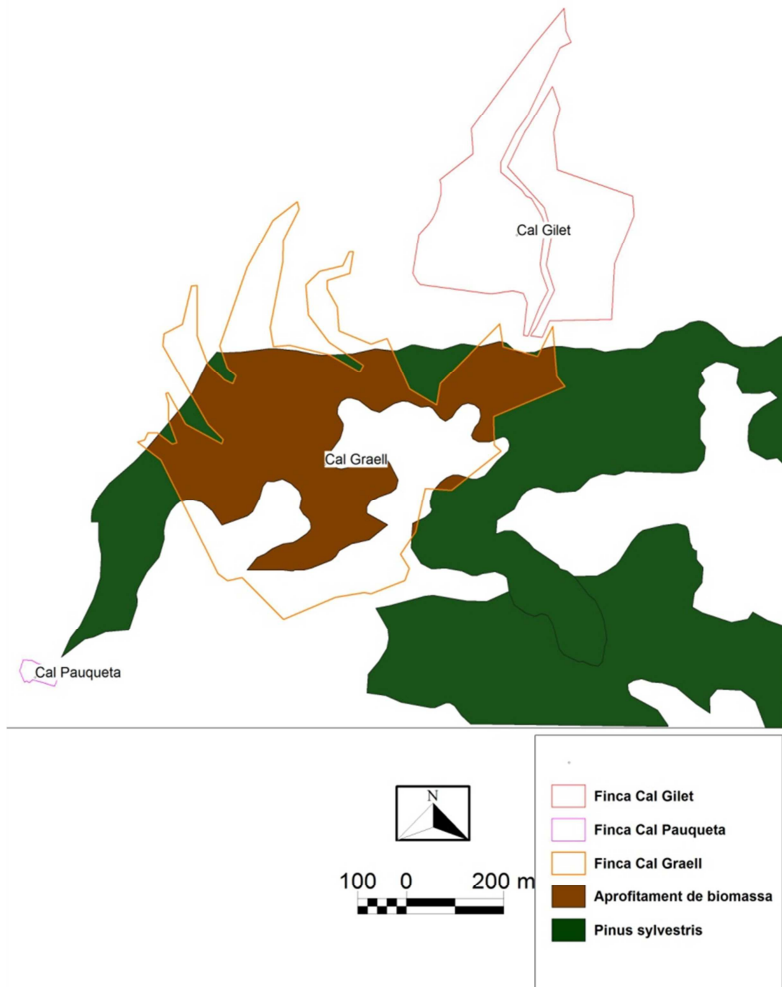 Cal Gilet
Cal Graell
Cal Pauqueta
N
100 0 200 m
Finca Cal Gilet
Finca Cal Pauqueta
Finca Cal Graell
Aprofitament de biomassa
Pinus sylvestris